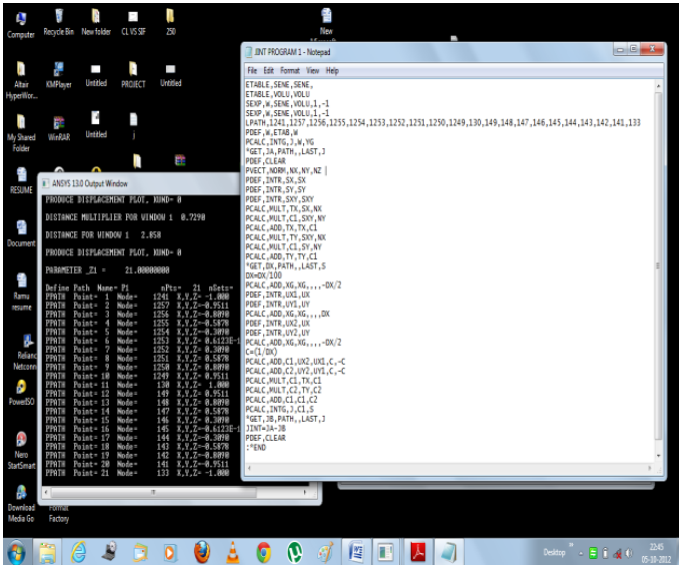 Computer
Recycle Bin
New folder
CL VS SIF
250
New
Altair
HyperWor...
KMPlayer
Untitled
PROJECT
Untitled
My Shared
Folder
WinRAR
Untitled
j
RESUME
Document
Ramu
resume
Relianc
Netconn
PowerISO
Nero
StartSmart
Download
Media Go
Format
Factory
ANSYS 13.0 Output Window
PRODUCE DISPLACEMENT PLOT, KUND= 0
DISTANCE MULTIPLIER FOR WINDOW 1 0.7290
DISTANCE FOR WINDOW 1 2.858
PRODUCE DISPLACEMENT PLOT, KUND= 0
PARAMETER _Z1 = 21.00000000
Define Path Name= P1 nPts= 21 nSets=
PPATH Point= 1 Node= 1241 X,Y,Z= -1.000
PPATH Point= 2 Node= 1257 X,Y,Z=-0.9511
PPATH Point= 3 Node= 1256 X,Y,Z=-0.8090
PPATH Point= 4 Node= 1255 X,Y,Z=-0.5878
PPATH Point= 5 Node= 1254 X,Y,Z=-0.3090
PPATH Point= 6 Node= 1253 X,Y,Z= 0.6123E-1
PPATH Point= 7 Node= 1252 X,Y,Z= 0.3090
PPATH Point= 8 Node= 1251 X,Y,Z= 0.5878
PPATH Point= 9 Node= 1250 X,Y,Z= 0.8090
PPATH Point= 10 Node= 1249 X,Y,Z= 0.9511
PPATH Point= 11 Node= 130 X,Y,Z= 1.000
PPATH Point= 12 Node= 149 X,Y,Z= 0.9511
PPATH Point= 13 Node= 148 X,Y,Z= 0.8090
PPATH Point= 14 Node= 147 X,Y,Z= 0.5878
PPATH Point= 15 Node= 146 X,Y,Z= 0.3090
PPATH Point= 16 Node= 145 X,Y,Z=-0.6123E-1
PPATH Point= 17 Node= 144 X,Y,Z=-0.3090
PPATH Point= 18 Node= 143 X,Y,Z=-0.5878
PPATH Point= 19 Node= 142 X,Y,Z=-0.8090
PPATH Point= 20 Node= 141 X,Y,Z=-0.9511
PPATH Point= 21 Node= 133 X,Y,Z= -1.000
JINT PROGRAM 1 - Notepad
File Edit Format View Help
ETABLE,SENE,SENE,
ETABLE,VOLU,VOLU
SEXP,W,SENE,VOLU,1,-1
SEXP,W,SENE,VOLU,1,-1
LPATH,1241,1257,1256,1255,1254,1253,1252,1251,1250,1249,130,149,148,147,146,145,144,143,142,141,133
PDEF,W,ETAB,W
PCALC,INTG,J,W,YG
*GET,JA,PATH,,LAST,J
PDEF,CLEAR
PVECT,NORM,NX,NY,NZ
PDEF,INTR,SX,SX
PDEF,INTR,SY,SY
PDEF,INTR,SXY,SXY
PCALC,MULT,TX,SX,NX
PCALC,MULT,C1,SXY,NY
PCALC,ADD,TX,TX,C1
PCALC,MULT,TY,SXY,NX
PCALC,MULT,C1,SY,NY
PCALC,ADD,TY,TY,C1
*GET,DX,PATH,,LAST,S
DX=DX/100
PCALC,ADD,XG,XG,,,,-DX/2
PDEF,INTR,UX1,UX
PDEF,INTR,UY1,UY
PCALC,ADD,XG,XG,,,,DX
PDEF,INTR,UX2,UX
PDEF,INTR,UY2,UY
PCALC,ADD,XG,XG,,,,-DX/2
C=(1/DX)
PCALC,ADD,C1,UX2,UX1,C,-C
PCALC,ADD,C2,UY2,UY1,C,-C
PCALC,MULT,C1,TX,C1
PCALC,MULT,C2,TY,C2
PCALC,ADD,C1,C1,C2
PCALC,INTG,J,C1,S
*GET,JB,PATH,,LAST,J
JINT=JA-JB
PDEF,CLEAR
:*END
Desktop
22:45
05-10-2012